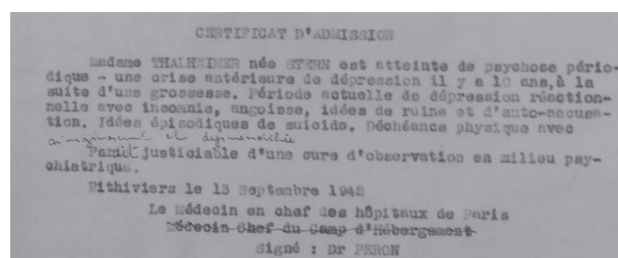 CERTIFICAT D'ADMISSION
Madame THALHEIMER née STERN est atteinte de psychose pério-
dique - une crise antérieure de dépression il y a 10 ans,à la
suite d'une grossesse. Période actuelle de dépression réaction-
nelle avec insomnie, angoisse, idées de ruine et d'auto-accusa-
tion. Idées épisodiques de suicide. Déchéance physique avec
amaigrissement et
Parait justiciable d'une cure d'observation en milieu psy-
chiatrique.
Pithiviers le 15 Septembre 1942
Le Médecin en chef des hôpitaux de Paris
Médecin Chef du Camp d'Hébergement
Signé : Dr PERON